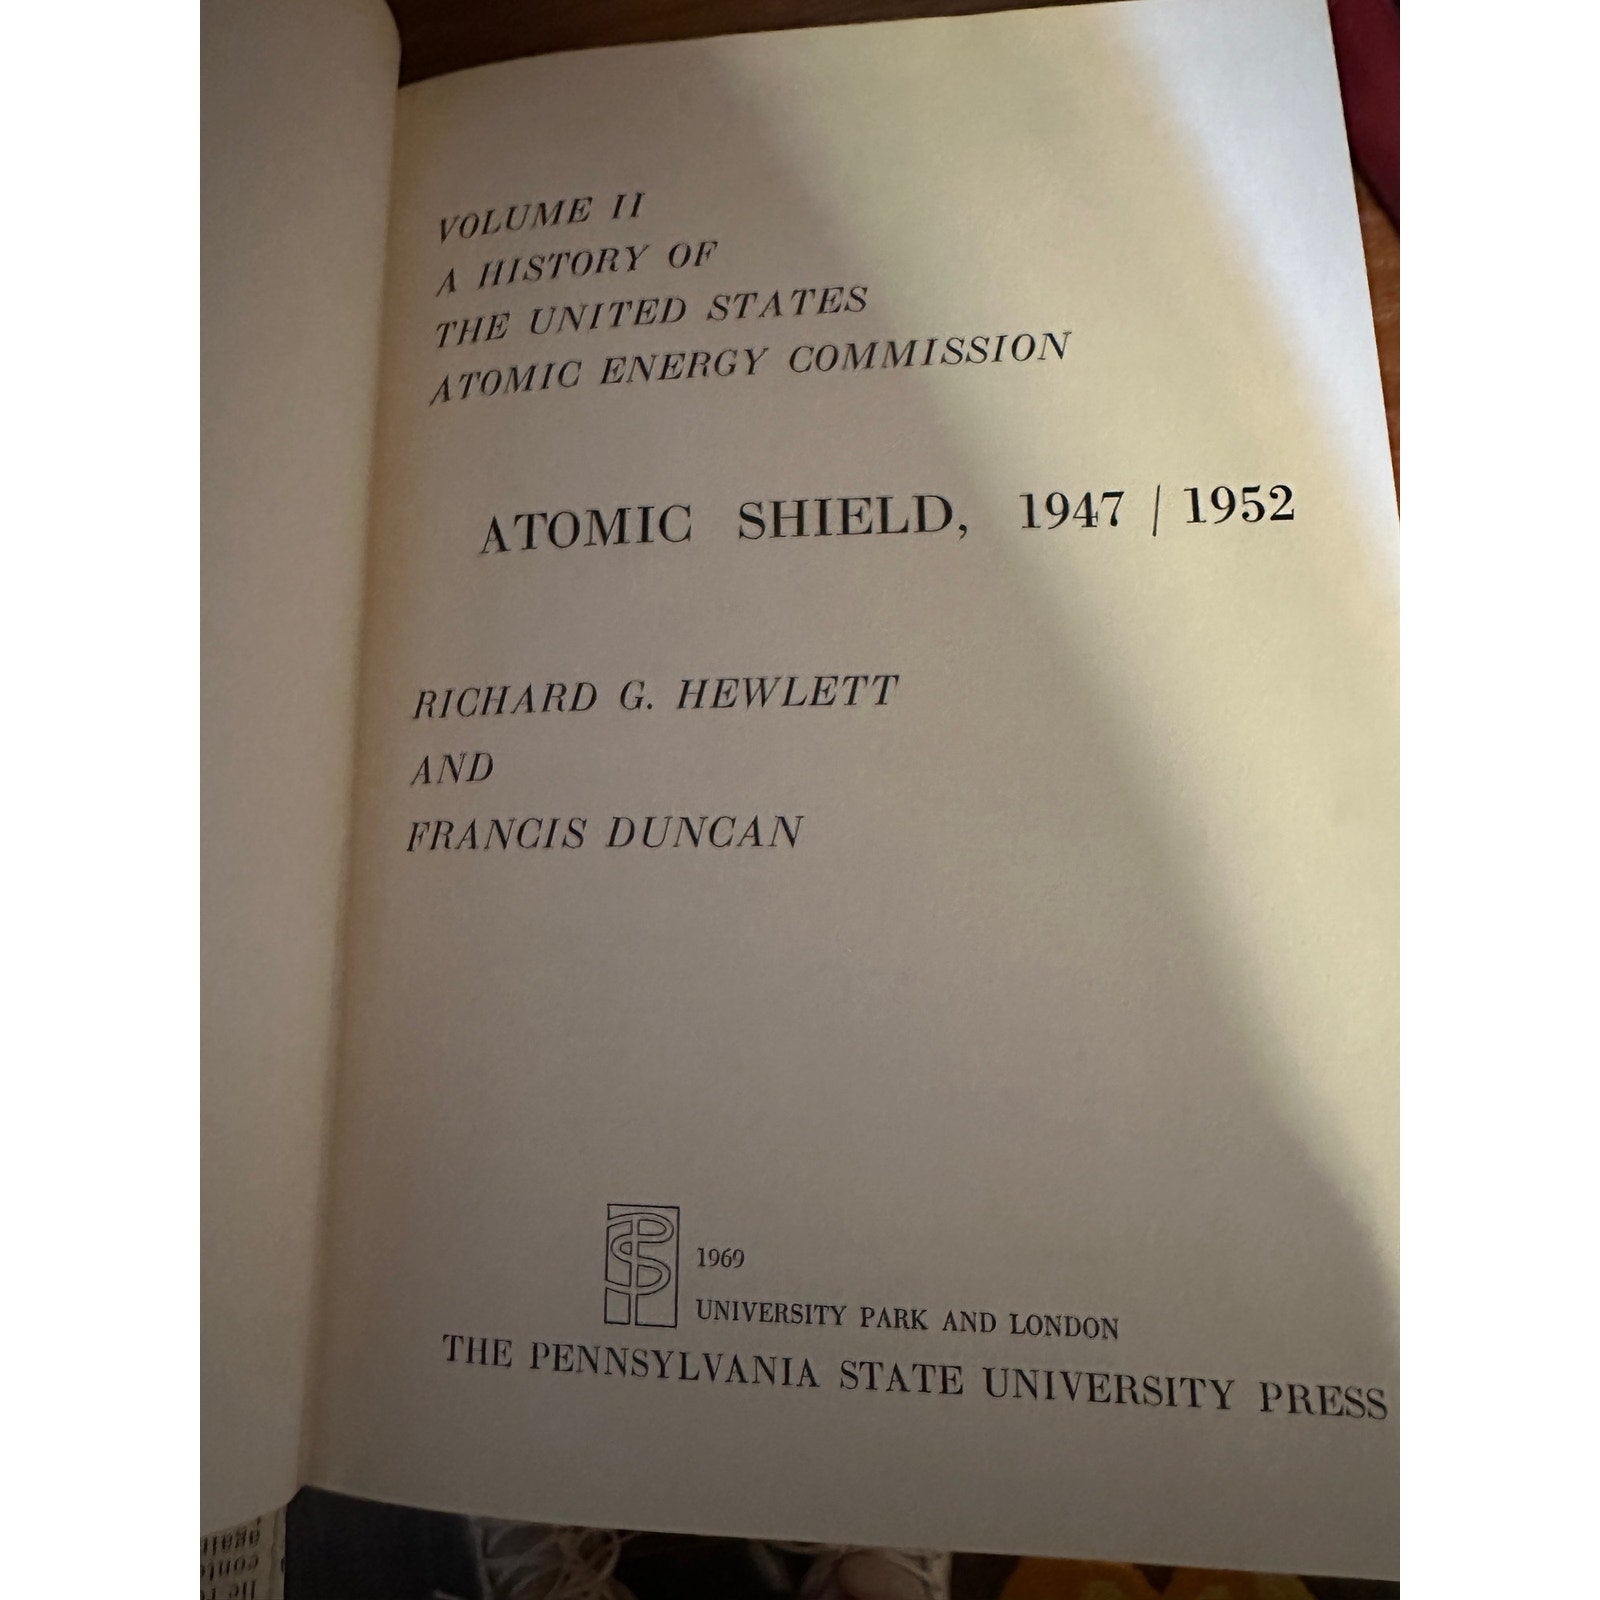 VOLUME II
A HISTORY OF
THE UNITED STATES
ATOMIC ENERGY COMMISSION
ATOMIC SHIELD, 1947 / 1952
RICHARD G. HEWLETT
AND
FRANCIS DUNCAN
1969
UNIVERSITY PARK AND LONDON
THE PENNSYLVANIA STATE UNIVERSITY PRESS